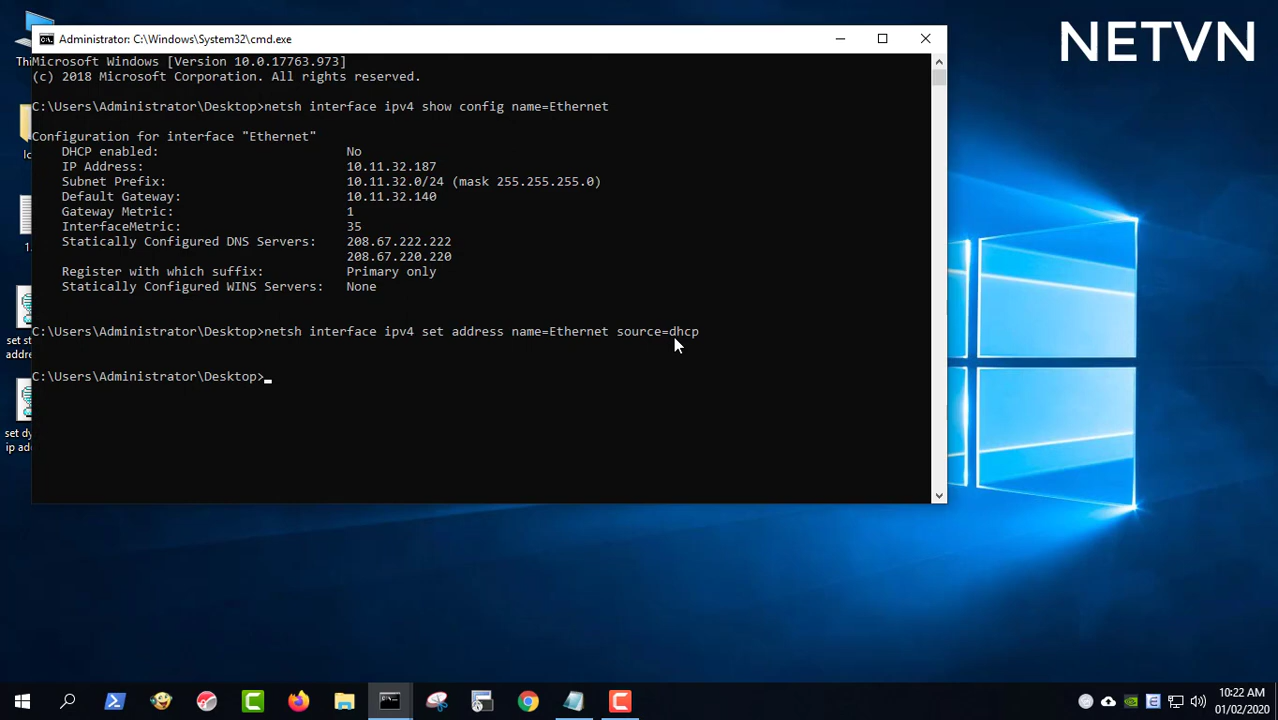 NETVN
Administrator: C:\Windows\System32\cmd.exe
Microsoft Windows [Version 10.0.17763.973]
(c) 2018 Microsoft Corporation. All rights reserved.
C:\Users\Administrator\Desktop>netsh interface ipv4 show config name=Ethernet
Configuration for interface "Ethernet"
DHCP enabled: No
IP Address: 10.11.32.187
Subnet Prefix: 10.11.32.0/24 (mask 255.255.255.0)
Default Gateway: 10.11.32.140
Gateway Metric: 1
InterfaceMetric: 35
Statically Configured DNS Servers: 208.67.222.222
208.67.220.220
Register with which suffix: Primary only
Statically Configured WINS Servers: None
C:\Users\Administrator\Desktop>netsh interface ipv4 set address name=Ethernet source=dhcp
C:\Users\Administrator\Desktop>
Thi
Ic
1.
set st
addre
set dy
ip ad
10:22 AM
01/02/2020